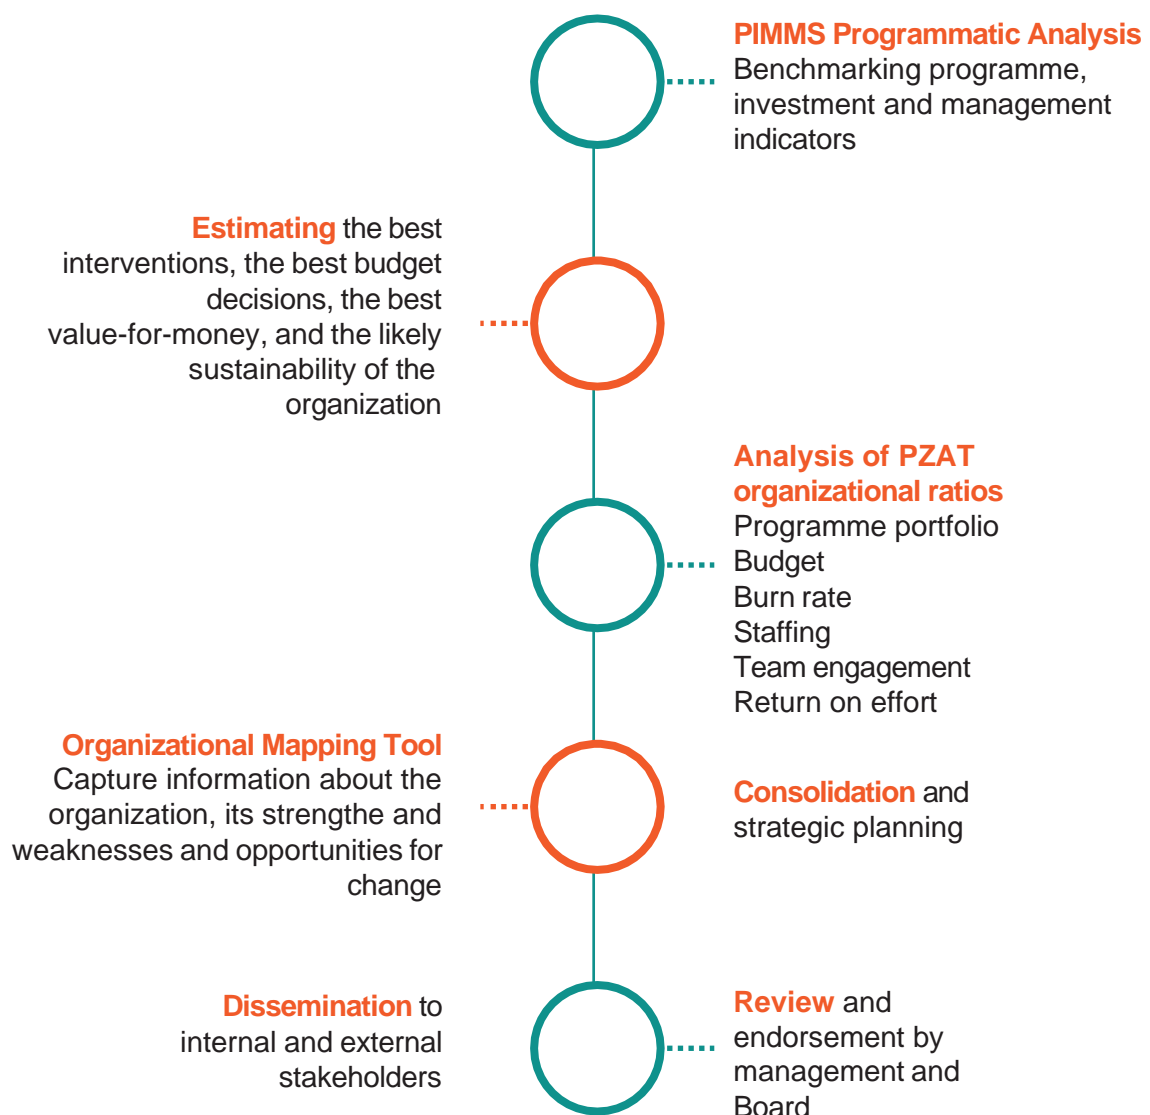 PIMMS Programmatic Analysis
Benchmarking programme,
investment and management
indicators
Estimating the best
interventions, the best budget
decisions, the best
value-for-money, and the likely
sustainability of the
organization
Analysis of PZAT
organizational ratios
Programme portfolio
Budget
Burn rate
Staffing
Team engagement
Return on effort
Organizational Mapping Tool
Capture information about the
organization, its strengthe and
weaknesses and opportunities for
change
Consolidation and
strategic planning
Dissemination to
internal and external
stakeholders
Review and
endorsement by
management and
Board